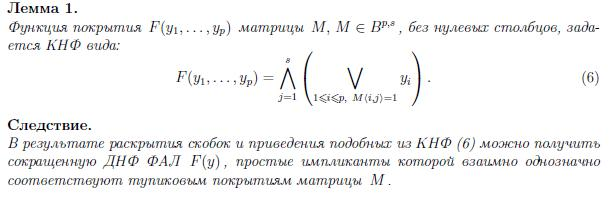 Лемма 1.
Функция покрытия F(y₁, . . . , yₚ) матрицы M, M ∈ Bᵖ,ˢ, без нулевых столбцов, зада-
ется КНФ вида:
F(y₁, . . . , yₚ) = ⋀_{j=1}^{s} ( ⋁_{1⩽i⩽p, M⟨i,j⟩=1} yᵢ ) . (6)
Следствие.
В результате раскрытия скобок и приведения подобных из КНФ (6) можно получить
сокращенную ДНФ ФАЛ F(y), простые импликанты которой взаимно однозначно
соответствуют тупиковым покрытиям матрицы M .